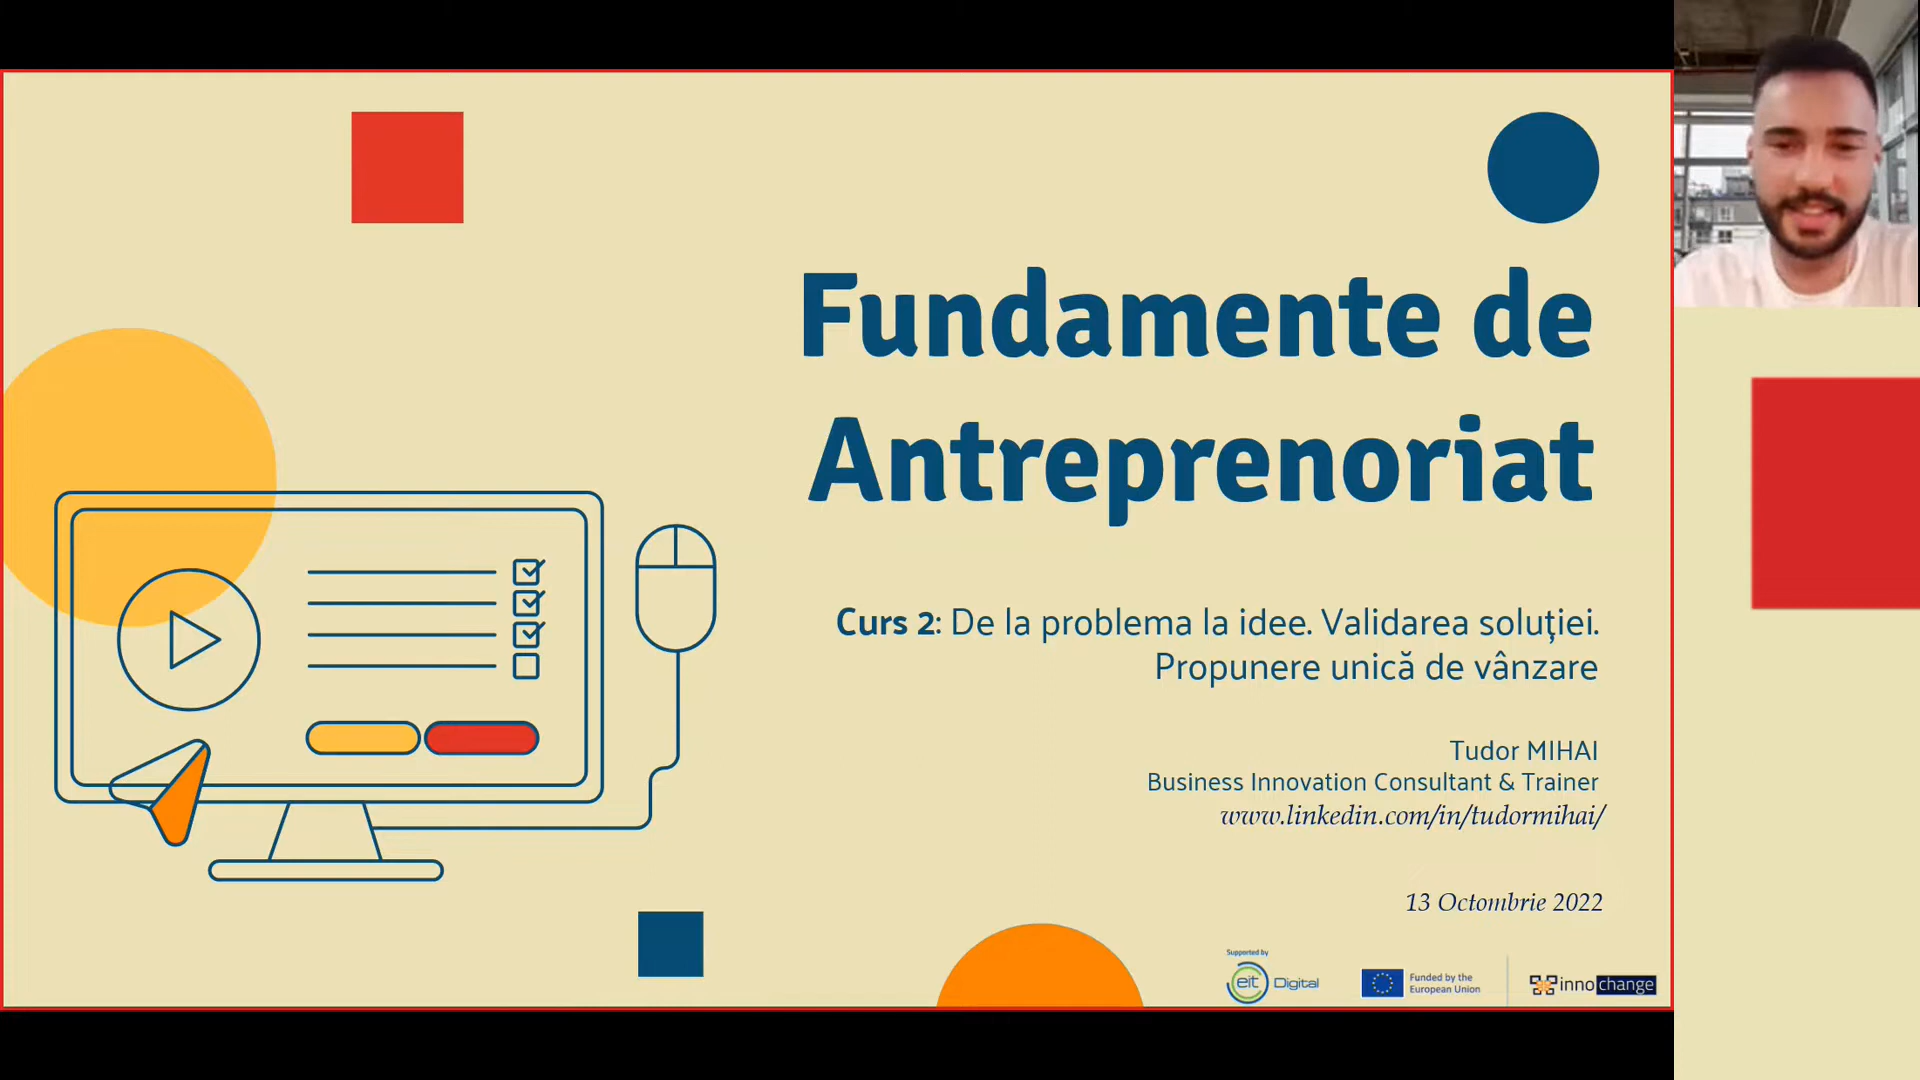 Fundamente de
Antreprenoriat
Curs 2: De la problema la idee. Validarea soluției.
Propunere unică de vânzare
Tudor MIHAI
Business Innovation Consultant & Trainer
www.linkedin.com/in/tudormihai/
13 Octombrie 2022
Supported by
eit Digital
Funded by the
European Union
inno change